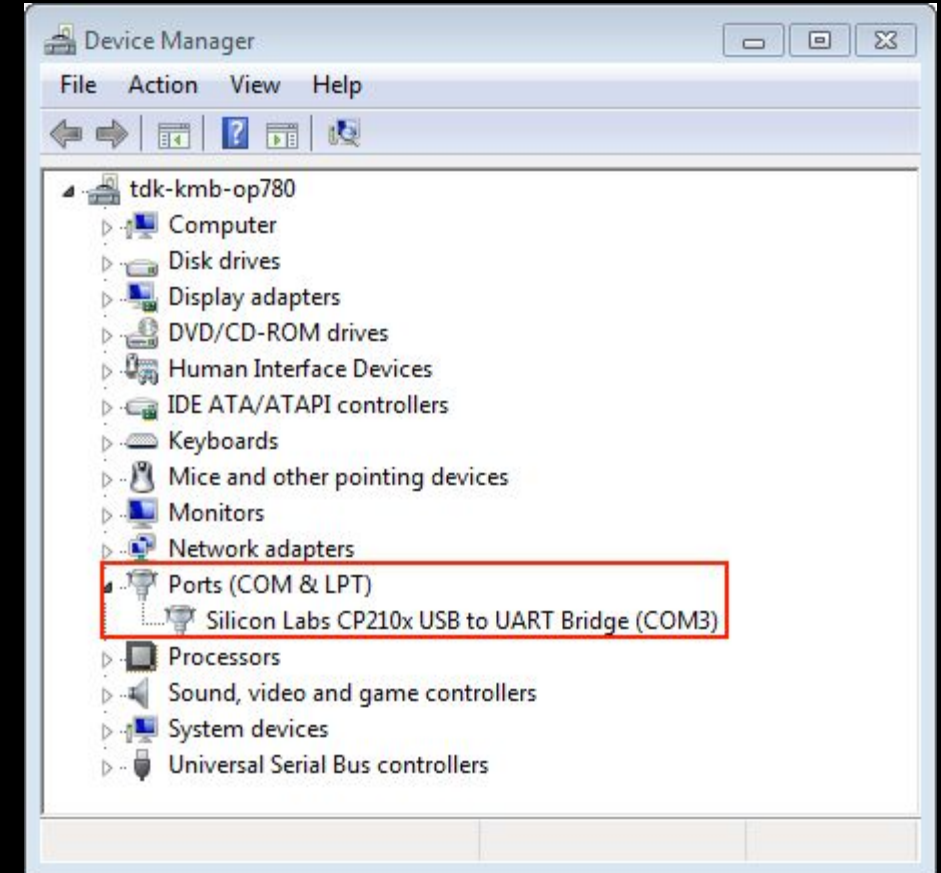 Device Manager
File Action View Help
tdk-kmb-op780
Computer
Disk drives
Display adapters
DVD/CD-ROM drives
Human Interface Devices
IDE ATA/ATAPI controllers
Keyboards
Mice and other pointing devices
Monitors
Network adapters
Ports (COM & LPT)
Silicon Labs CP210x USB to UART Bridge (COM3)
Processors
Sound, video and game controllers
System devices
Universal Serial Bus controllers